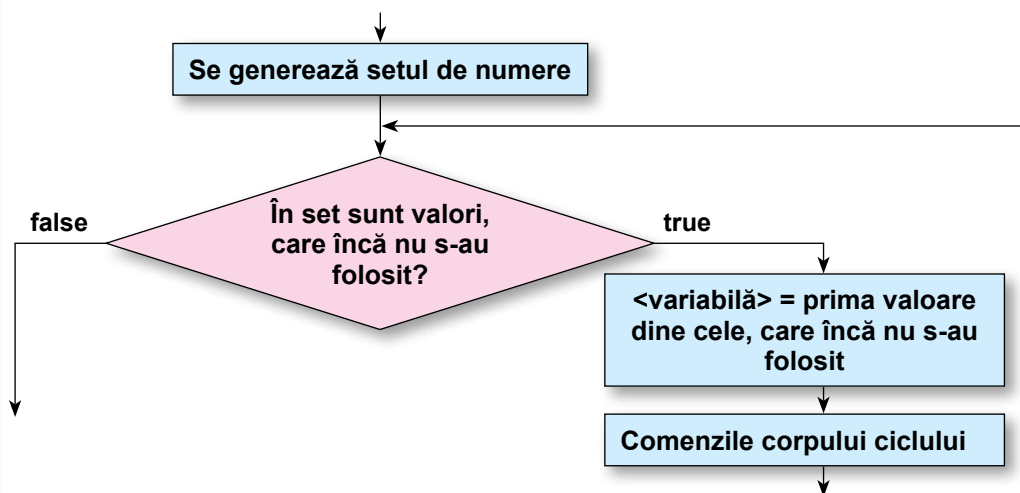 Se generează setul de numere
În set sunt valori,
care încă nu s-au
folosit?
false
true
<variabilă> = prima valoare
dine cele, care încă nu s-au
folosit
Comenzile corpului ciclului